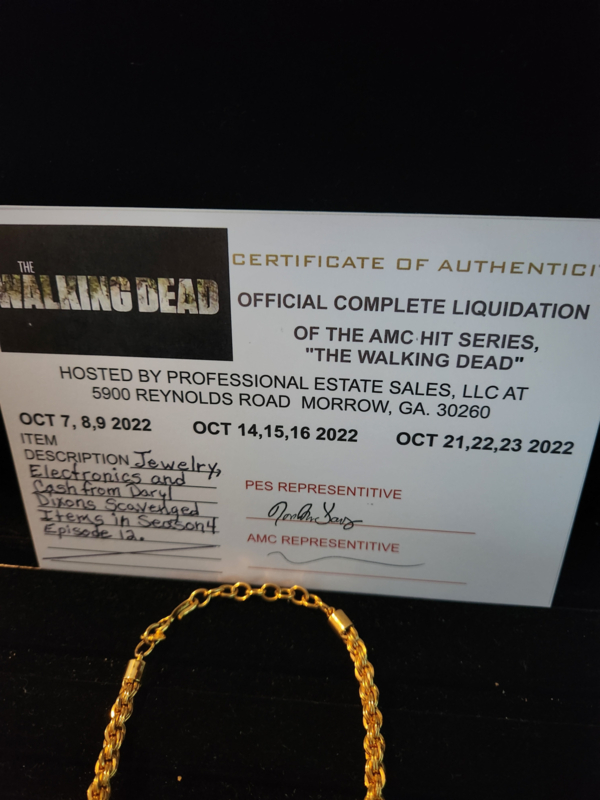 THE
WALKING DEAD
CERTIFICATE OF AUTHENTICI
OFFICIAL COMPLETE LIQUIDATION
OF THE AMC HIT SERIES,
"THE WALKING DEAD"
HOSTED BY PROFESSIONAL ESTATE SALES, LLC AT
5900 REYNOLDS ROAD MORROW, GA. 30260
OCT 7, 8,9 2022 OCT 14,15,16 2022 OCT 21,22,23 2022
ITEM
DESCRIPTION Jewelry,
Electronics and
Cash from Daryl
Dixons Scavenged
Items in Season 4
Episode 12.
PES REPRESENTITIVE
AMC REPRESENTITIVE